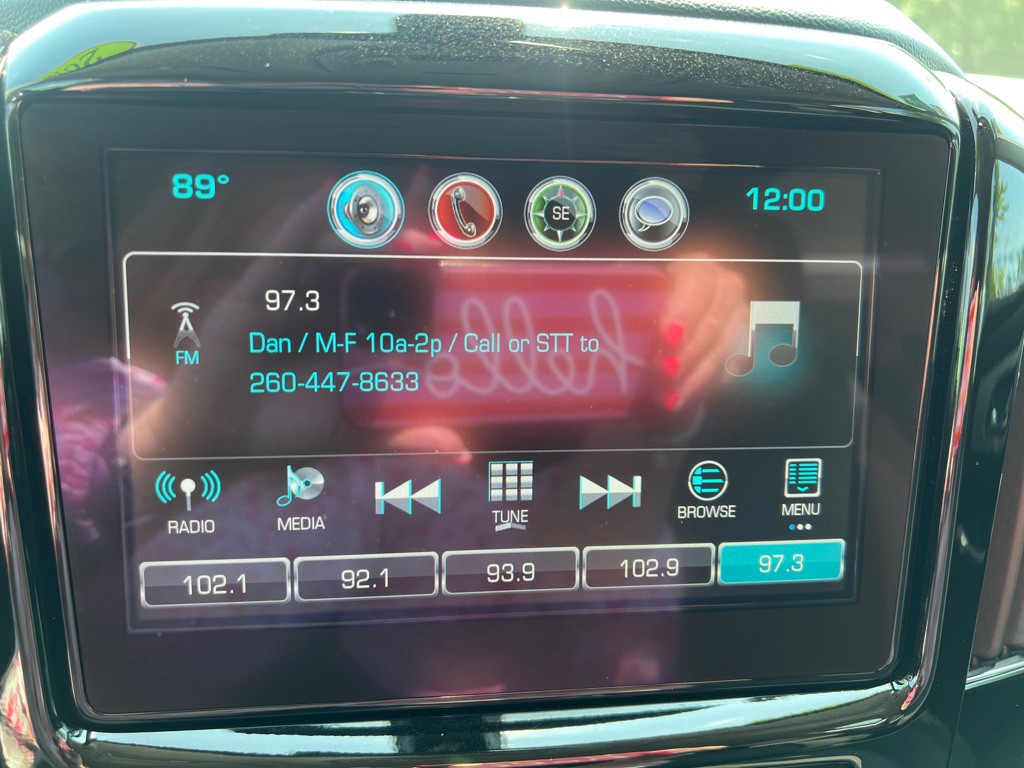 89°
SE
12:00
97.3
FM
Dan / M-F 10a-2p / Call or STT to
260-447-8633
hello
RADIO
MEDIA
TUNE
BROWSE
MENU
102.1
92.1
93.9
102.9
97.3